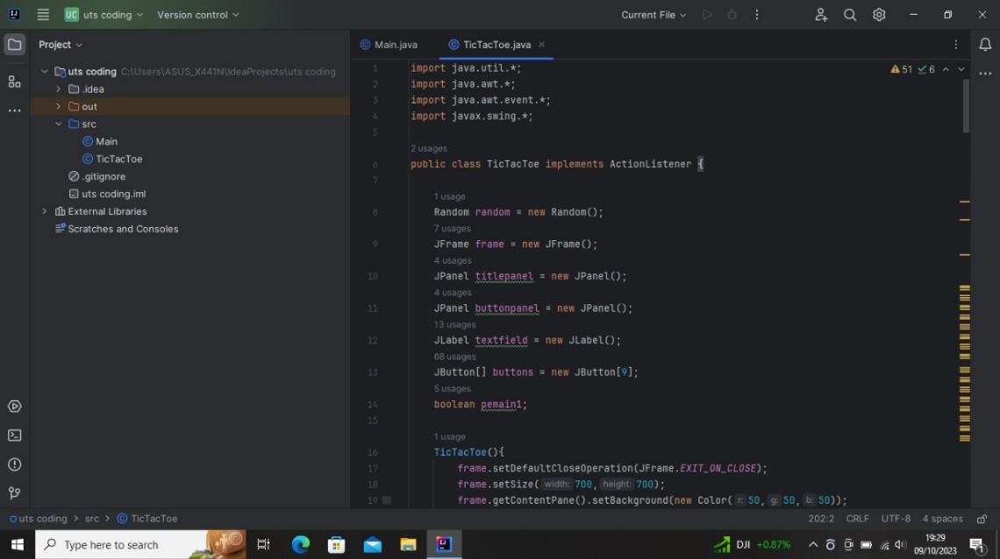 UC uts coding Version control Current File
Project
Main.java TicTacToe.java
uts coding C:\Users\ASUS_X441N\IdeaProjects\uts coding
.idea
out
src
Main
TicTacToe
.gitignore
uts coding.iml
External Libraries
Scratches and Consoles
51 6
1 import java.util.*;
2 import java.awt.*;
3 import java.awt.event.*;
4 import javax.swing.*;
5
2 usages
6 public class TicTacToe implements ActionListener {
7
1 usage
8 Random random = new Random();
7 usages
9 JFrame frame = new JFrame();
4 usages
10 JPanel titlepanel = new JPanel();
4 usages
11 JPanel buttonpanel = new JPanel();
13 usages
12 JLabel textfield = new JLabel();
68 usages
13 JButton[] buttons = new JButton[9];
5 usages
14 boolean pemain1;
15
1 usage
16 TicTacToe(){
17 frame.setDefaultCloseOperation(JFrame.EXIT_ON_CLOSE);
18 frame.setSize( width: 700, height: 700);
19 frame.getContentPane().setBackground(new Color( r: 50, g: 50, b: 50));
uts coding > src > TicTacToe 202:2 CRLF UTF-8 4 spaces
Type here to search DJI +0.87% 19:29
09/10/2023 1